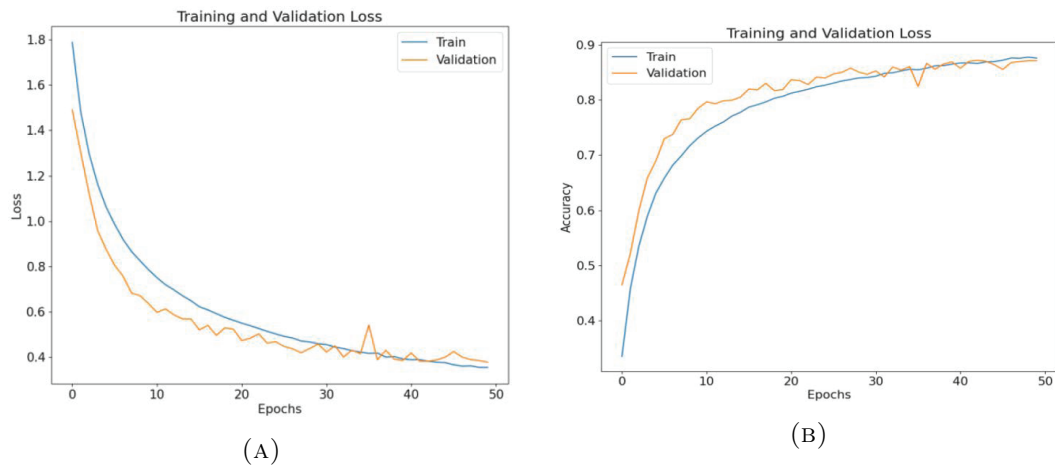 Training and Validation Loss
1.8
1.6
1.4
1.2
1.0
0.8
0.6
0.4
Loss
Train
Validation
0
10
20
30
40
50
Epochs
(A)
Training and Validation Loss
0.9
0.8
0.7
0.6
0.5
0.4
Accuracy
Train
Validation
0
10
20
30
40
50
Epochs
(B)